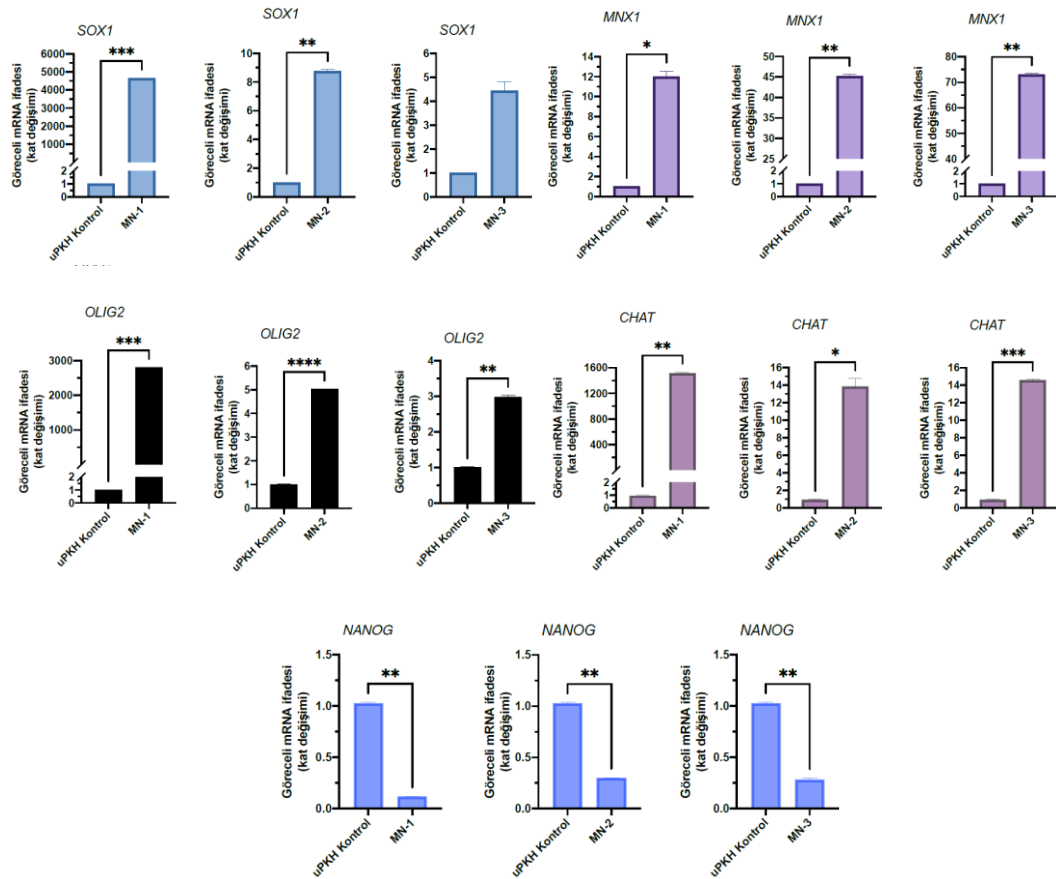 SOX1
Göreceli mRNA ifadesi
(kat değişimi)
6000
5000
4000
3000
2000
1000
2
1
0
***
uPKH Kontrol
MN-1
SOX1
Göreceli mRNA ifadesi
(kat değişimi)
10
8
6
4
2
0
**
uPKH Kontrol
MN-2
SOX1
Göreceli mRNA ifadesi
(kat değişimi)
6
5
4
3
2
1
0
uPKH Kontrol
MN-3
MNX1
Göreceli mRNA ifadesi
(kat değişimi)
14
12
10
8
6
4
2
0
*
uPKH Kontrol
MN-1
MNX1
Göreceli mRNA ifadesi
(kat değişimi)
50
45
40
35
30
25
2
1
0
**
uPKH Kontrol
MN-2
MNX1
Göreceli mRNA ifadesi
(kat değişimi)
80
70
60
50
40
2
1
0
**
uPKH Kontrol
MN-3
OLIG2
Göreceli mRNA ifadesi
(kat değişimi)
3000
2000
1000
2
1
0
***
uPKH Kontrol
MN-1
OLIG2
Göreceli mRNA ifadesi
(kat değişimi)
6
5
4
3
2
1
0
****
uPKH Kontrol
MN-2
OLIG2
Göreceli mRNA ifadesi
(kat değişimi)
4
3
2
1
0
**
uPKH Kontrol
MN-3
CHAT
Göreceli mRNA ifadesi
(kat değişimi)
1600
1200
800
400
2
1
0
**
uPKH Kontrol
MN-1
CHAT
Göreceli mRNA ifadesi
(kat değişimi)
16
14
12
10
8
6
4
2
0
*
uPKH Kontrol
MN-2
CHAT
Göreceli mRNA ifadesi
(kat değişimi)
16
14
12
10
8
6
4
2
0
***
uPKH Kontrol
MN-3
NANOG
Göreceli mRNA ifadesi
(kat değişimi)
1.5
1.0
0.5
0.0
**
uPKH Kontrol
MN-1
NANOG
Göreceli mRNA ifadesi
(kat değişimi)
1.5
1.0
0.5
0.0
**
uPKH Kontrol
MN-2
NANOG
Göreceli mRNA ifadesi
(kat değişimi)
1.5
1.0
0.5
0.0
**
uPKH Kontrol
MN-3